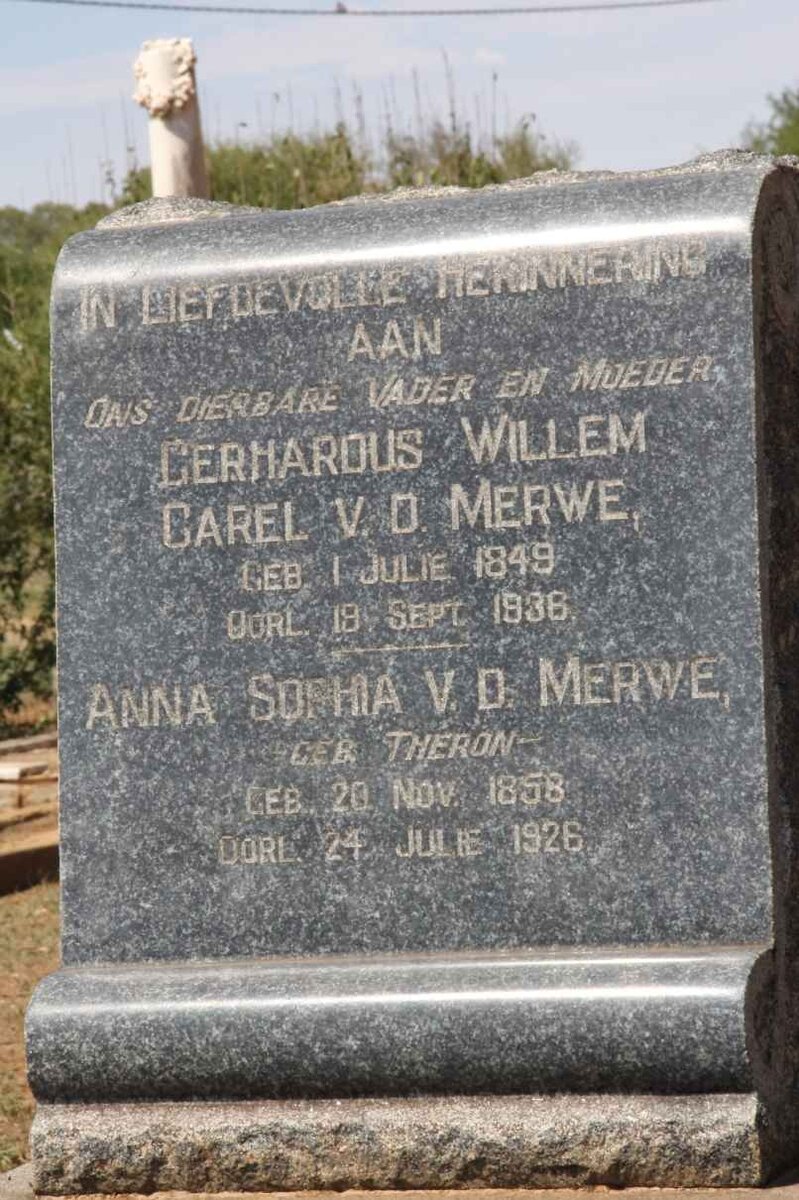 IN LIEFDEVOLLE HERINNERING
AAN
ONS DIERBARE VADER EN MOEDER
GERHARDUS WILLEM
CAREL V. D. MERWE,
GEB. 1 JULIE 1849
OORL. 18 SEPT. 1936.
ANNA SOPHIA V. D. MERWE,
-GEB. THERON-
GEB. 20 NOV. 1858
OORL. 24 JULIE 1926.